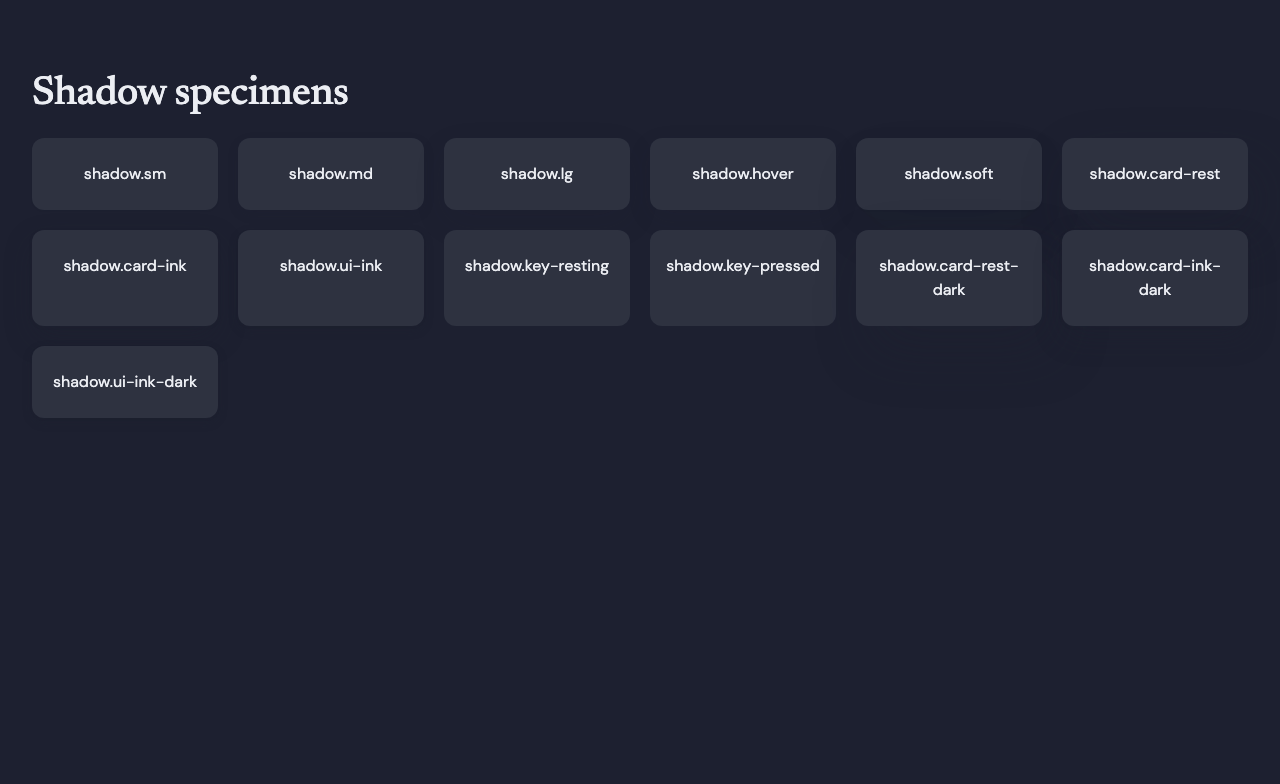 Shadow specimens
shadow.sm
shadow.md
shadow.lg
shadow.hover
shadow.soft
shadow.card-rest
shadow.card-ink
shadow.ui-ink
shadow.key-resting
shadow.key-pressed
shadow.card-rest-
dark
shadow.card-ink-
dark
shadow.ui-ink-dark